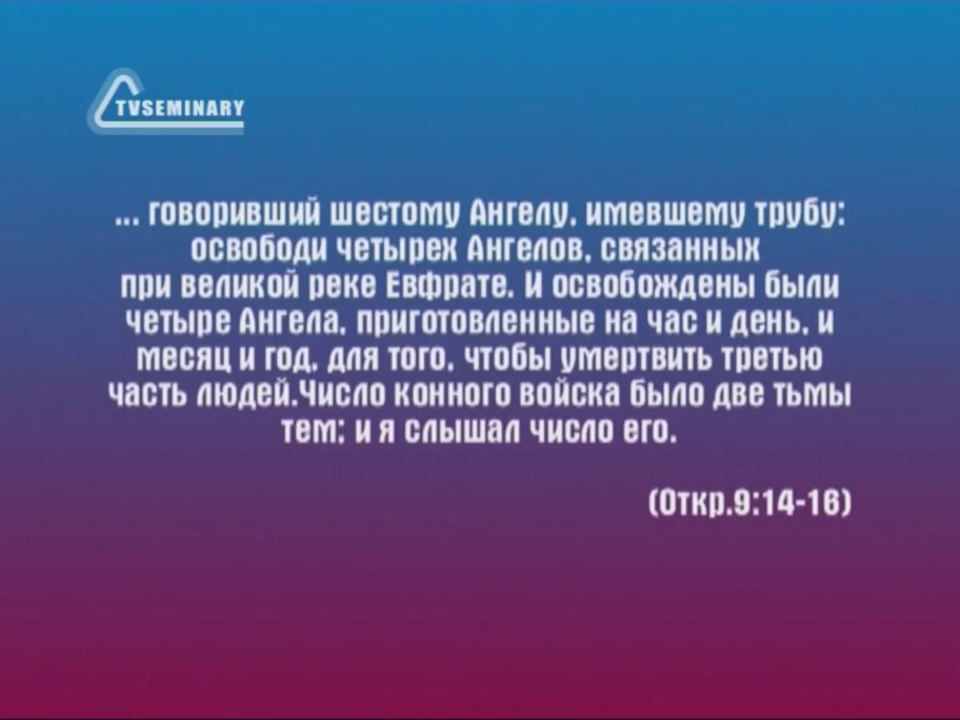 TVSEMINARY
... говоривший шестому Ангелу, имевшему трубу:
освободи четырех Ангелов, связанных
при великой реке Евфрате. И освобождены были
четыре Ангела, приготовленные на час и день, и
месяц и год, для того, чтобы умертвить третью
часть людей.Число конного войска было две тьмы
тем; и я слышал число его.
(Откр.9:14-16)